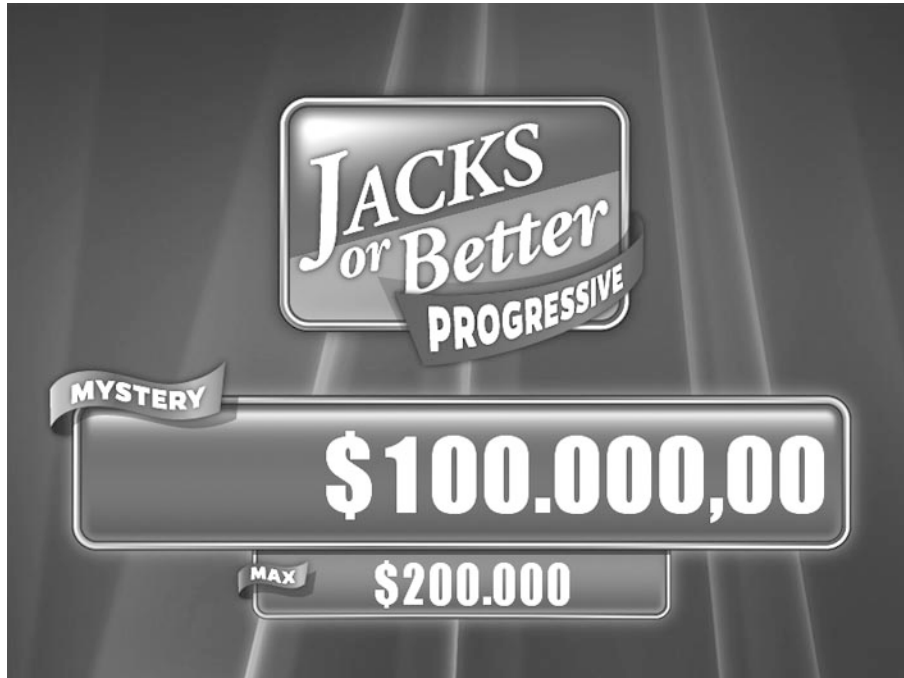 JACKS
or Better
PROGRESSIVE
MYSTERY
$100.000,00
MAX
$200.000